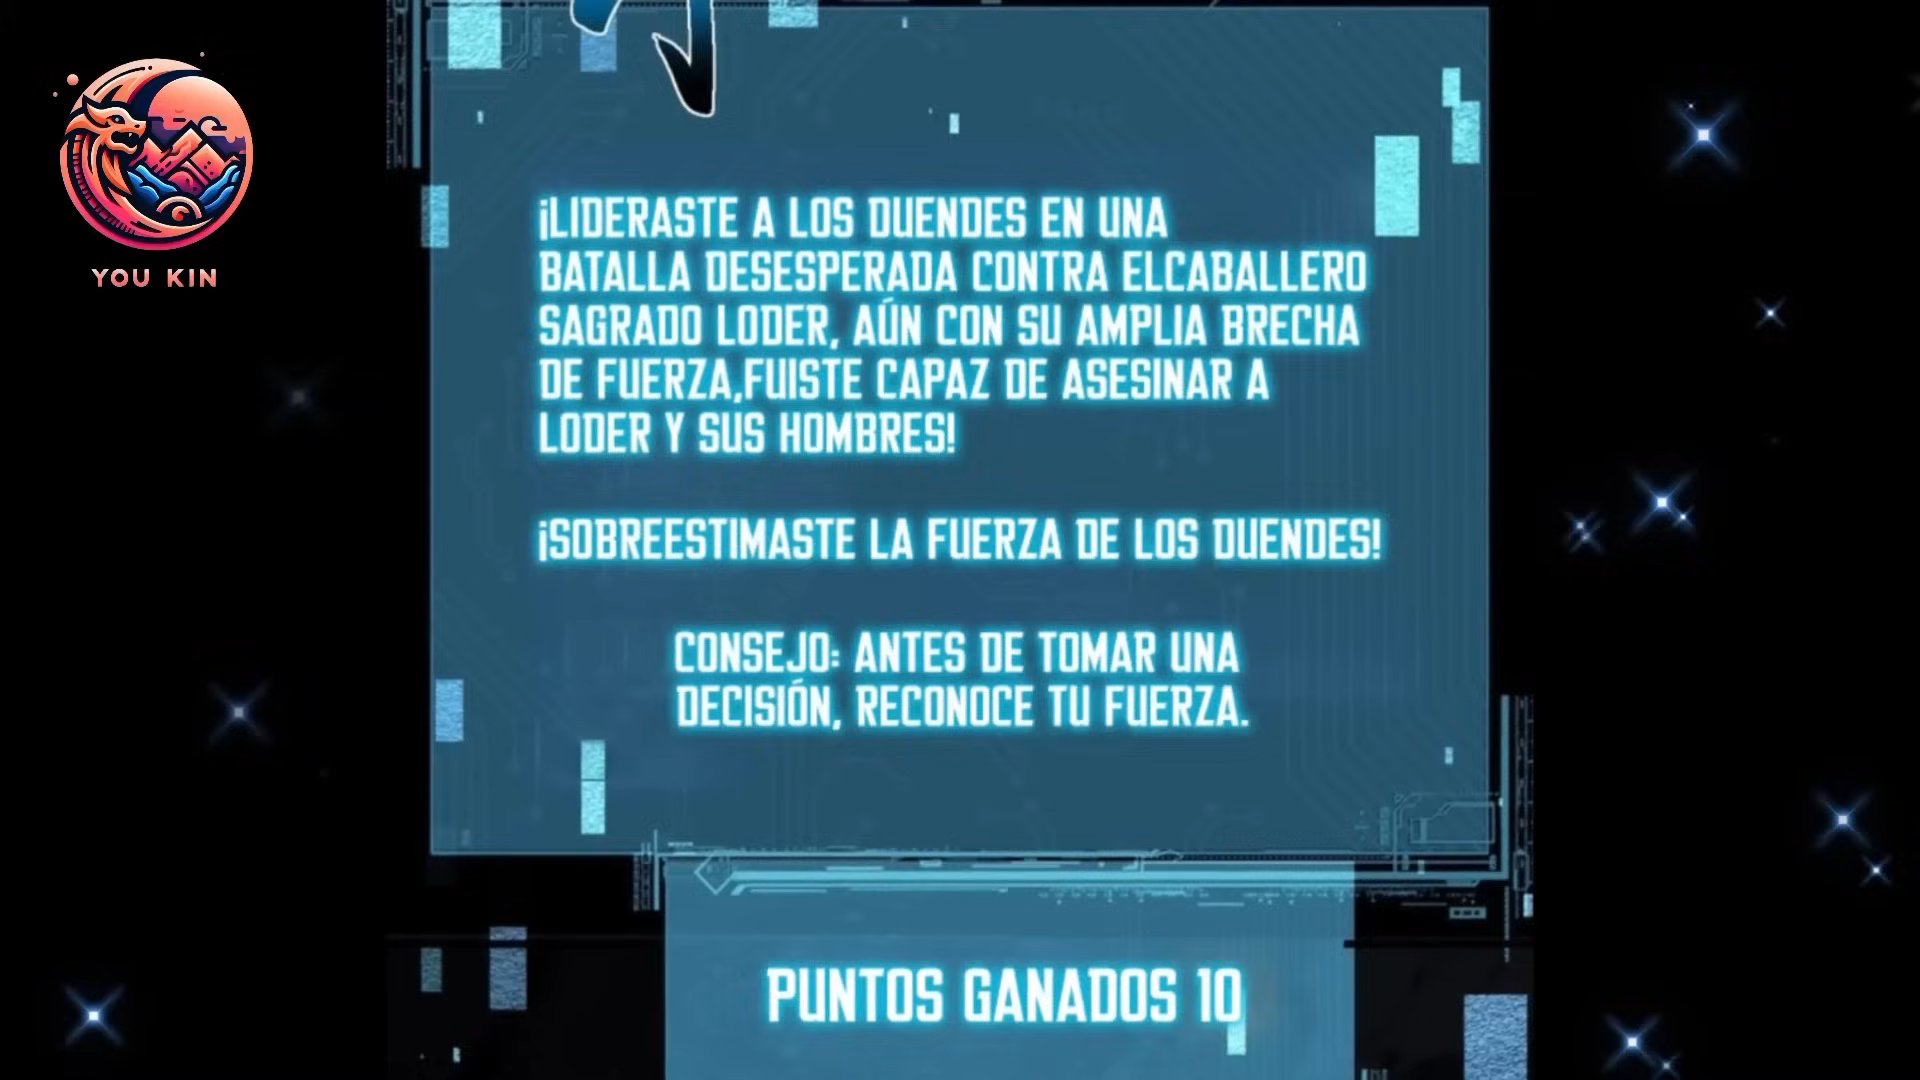 YOU KIN
¡LIDERASTE A LOS DUENDES EN UNA
BATALLA DESESPERADA CONTRA ELCABALLERO
SAGRADO LODER, AÚN CON SU AMPLIA BRECHA
DE FUERZA,FUISTE CAPAZ DE ASESINAR A
LODER Y SUS HOMBRES!
¡SOBREESTIMASTE LA FUERZA DE LOS DUENDES!
CONSEJO: ANTES DE TOMAR UNA
DECISIÓN, RECONOCE TU FUERZA.
PUNTOS GANADOS 10